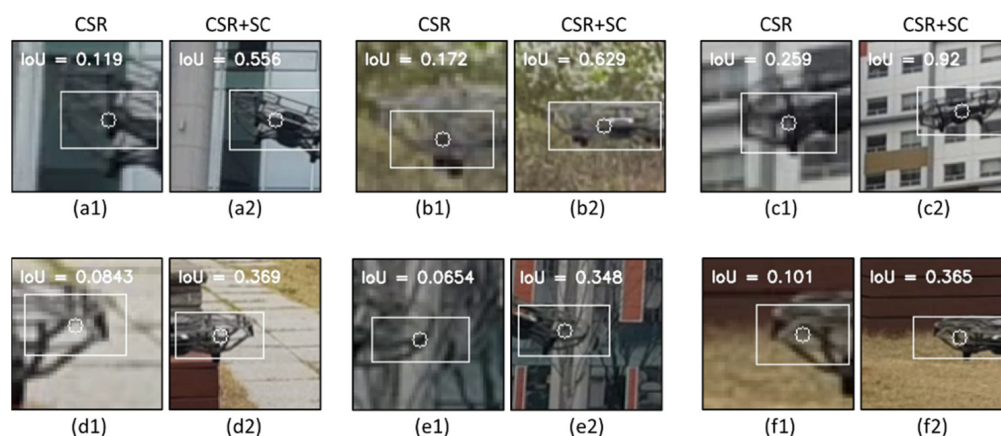 CSR CSR+SC CSR CSR+SC CSR CSR+SC
IoU = 0.119 IoU = 0.556 IoU = 0.172 IoU = 0.629 IoU = 0.259 IoU = 0.92
(a1) (a2) (b1) (b2) (c1) (c2)
IoU = 0.0843 IoU = 0.369 IoU = 0.0654 IoU = 0.348 IoU = 0.101 IoU = 0.365
(d1) (d2) (e1) (e2) (f1) (f2)